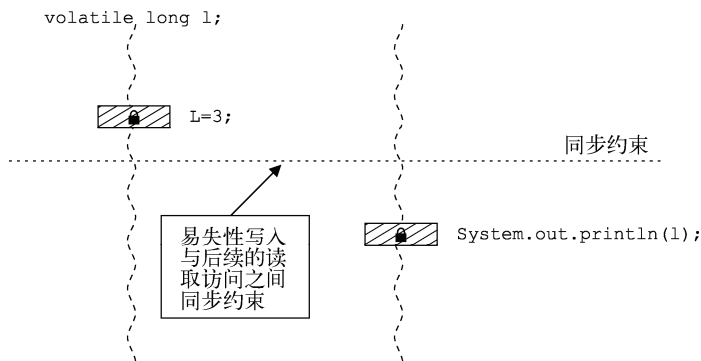 volatile long l;
L=3;
同步约束
易失性写入
与后续的读
取访问之间
同步约束
System.out.println(l);